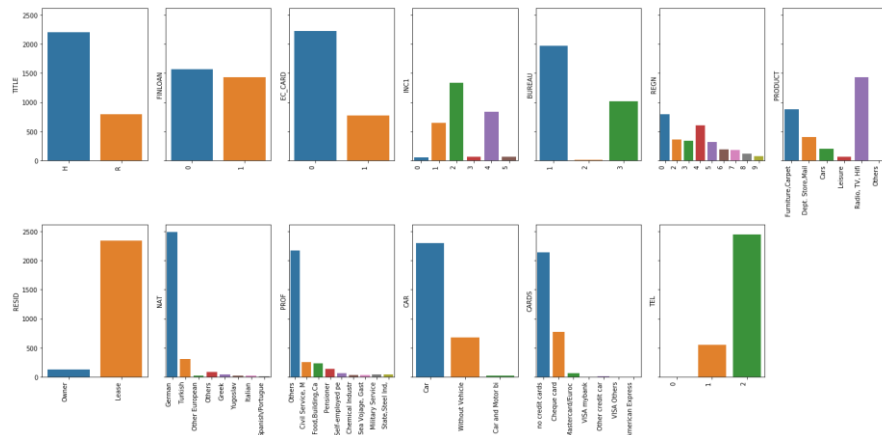 2500
2000
1500
1000
500
0
TITLE
H
R
FINLOAN
0
1
EC_CARD
0
1
INC1
0
1
2
3
4
5
BUREAU
1
2
3
REGN
0
2
3
4
5
6
7
8
9
PRODUCT
Furniture,Carpet
Dept. Store,Mail
Cars
Leisure
Radio, TV, Hifi
Others
2500
2000
1500
1000
500
0
RESID
Owner
Lease
NAT
German
Turkish
Other European
Others
Greek
Yugoslav
Italian
Spanish/Portugue
PROF
Others
Civil Service, M
Food,Building,Ca
Pensioner
Self-employed pe
Chemical Industr
Sea Vojage, Gast
Military Service
State,Steel Ind,
CAR
Car
Without Vehicle
Car and Motor bi
CARDS
no credit cards
Cheque card
Mastercard/Euroc
VISA mybank
Other credit car
VISA Others
American Express
TEL
0
1
2